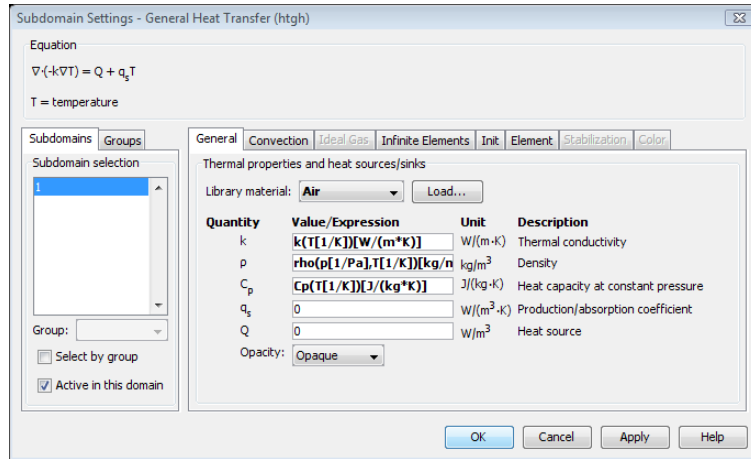 Subdomain Settings - General Heat Transfer (htgh)
Equation
∇·(-k∇T) = Q + qₛT
T = temperature
Subdomains Groups
Subdomain selection
1
Group:
Select by group
Active in this domain
General Convection Ideal Gas Infinite Elements Init Element Stabilization Color
Thermal properties and heat sources/sinks
Library material: Air Load...
Quantity Value/Expression Unit Description
k k(T[1/K])[W/(m*K)] W/(m·K) Thermal conductivity
ρ rho(p[1/Pa],T[1/K])[kg/n kg/m³ Density
Cₚ Cp(T[1/K])[J/(kg*K)] J/(kg·K) Heat capacity at constant pressure
qₛ 0 W/(m³·K) Production/absorption coefficient
Q 0 W/m³ Heat source
Opacity: Opaque
OK Cancel Apply Help